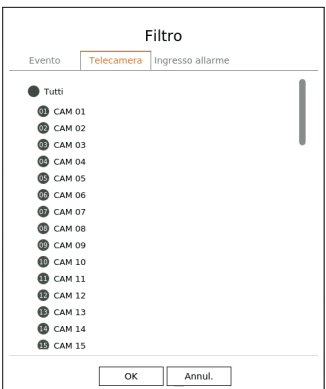 Filtro
Evento Telecamera Ingresso allarme
Tutti
01 CAM 01
02 CAM 02
03 CAM 03
04 CAM 04
05 CAM 05
06 CAM 06
07 CAM 07
08 CAM 08
09 CAM 09
10 CAM 10
11 CAM 11
12 CAM 12
13 CAM 13
14 CAM 14
15 CAM 15
OK Annul.